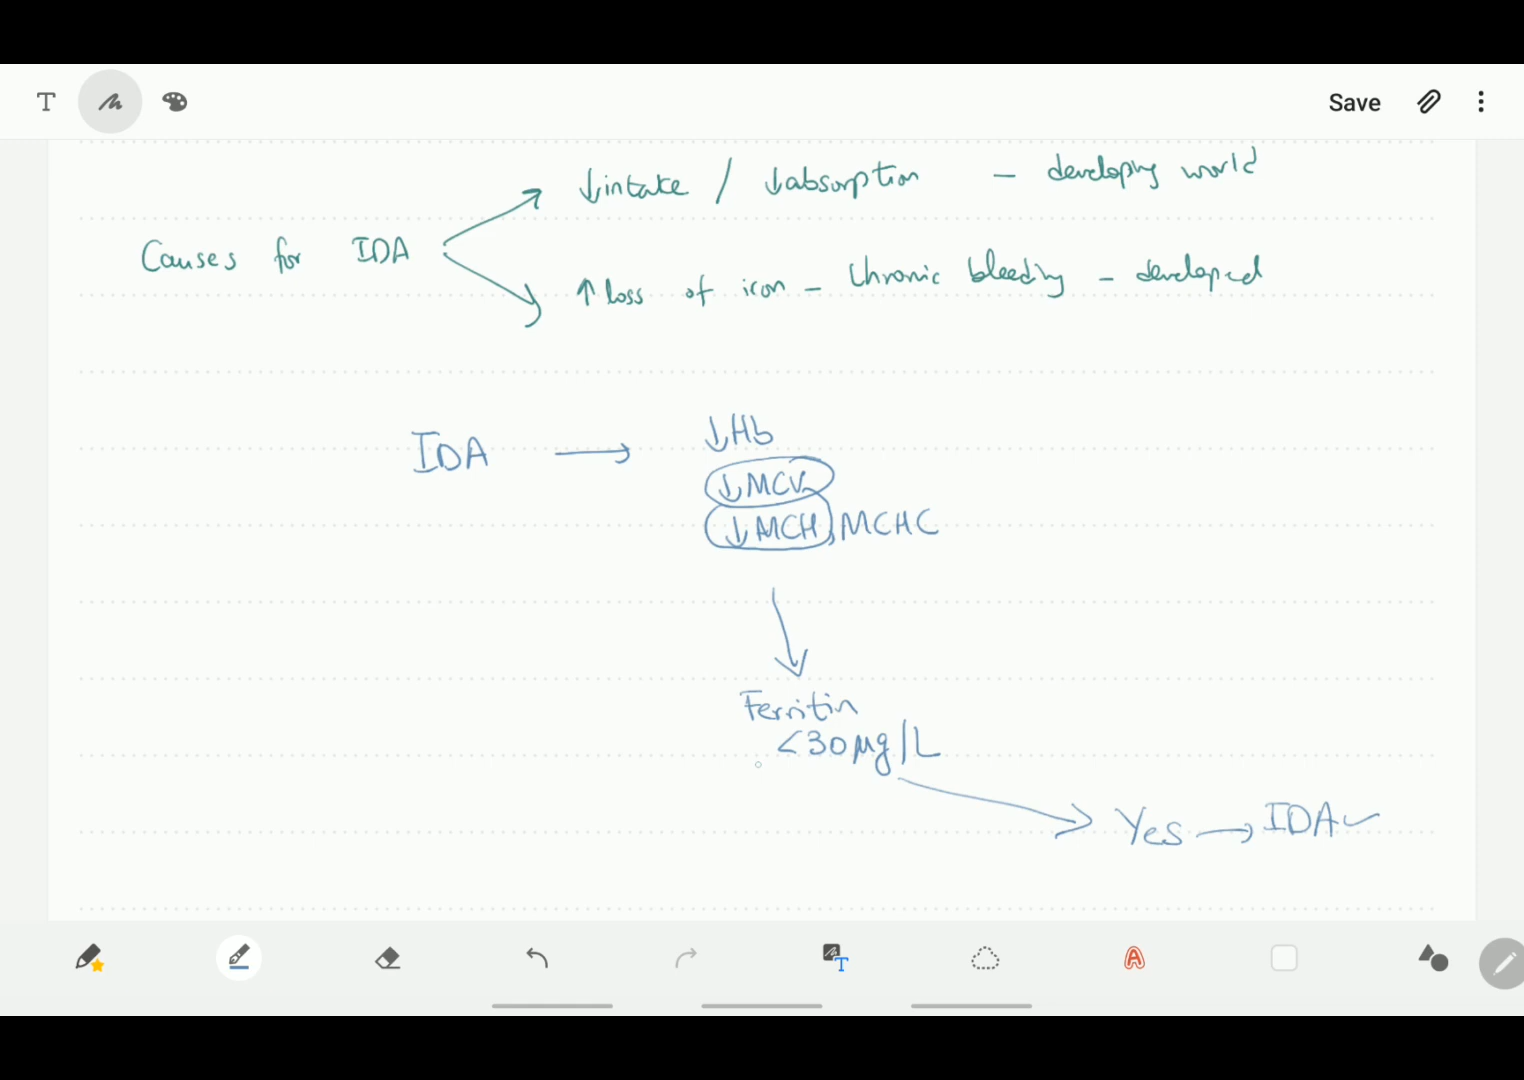 T
Save
↓intake / ↓absorption - developing world
Causes for IDA
↑ loss of iron - Chronic bleeding - developed
IDA → ↓Hb
↓MCV
↓MCH, MCHC
Ferritin
<30 μg/L
Yes → IDA ✓
T
A